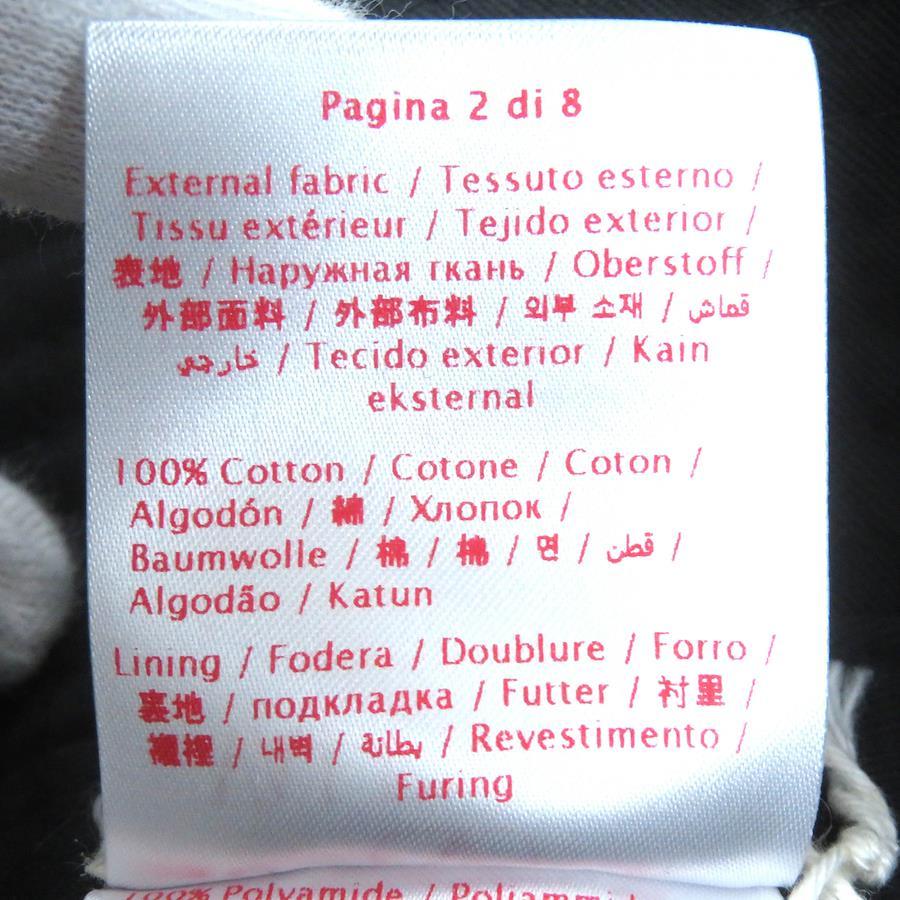 Pagina 2 di 8
External fabric / Tessuto esterno /
Tissu extérieur / Tejido exterior /
表地 / Наружная ткань / Oberstoff /
外部面料 / 外部布料 / 외부 소재 / قماش
خارجي / Tecido exterior / Kain
eksternal
100% Cotton / Cotone / Coton /
Algodón / 綿 / Хлопок /
Baumwolle / 棉 / 棉 / 면 / قطن /
Algodão / Katun
Lining / Fodera / Doublure / Forro /
裏地 / подкладка / Futter / 衬里 /
襯裡 / 내벽 / بطانة / Revestimento /
Furing
100% Polyamide /